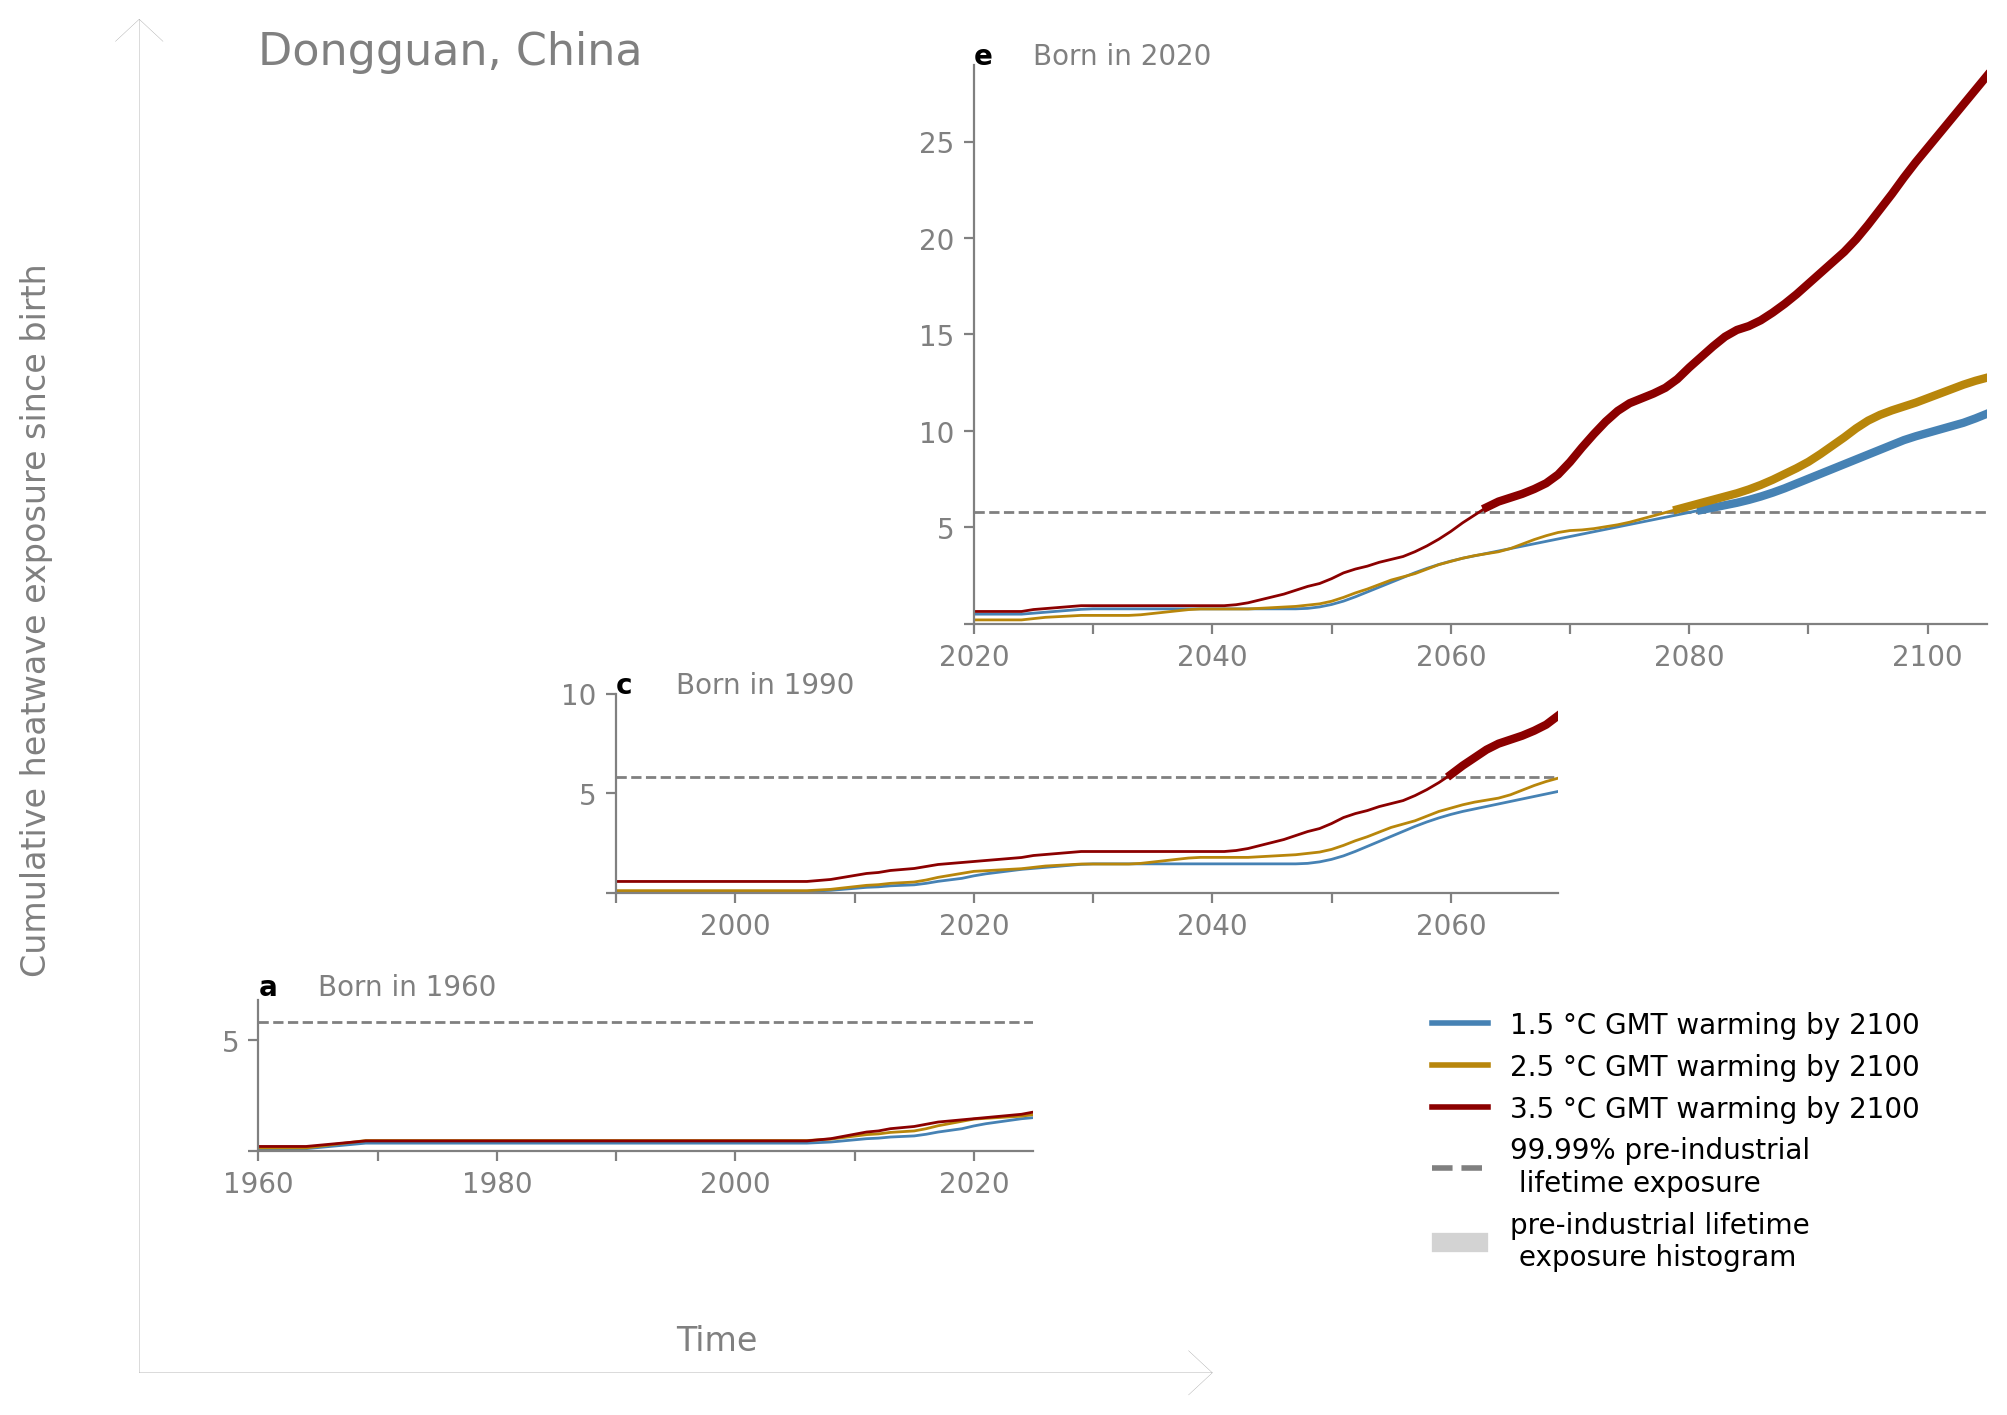 Dongguan, China
Cumulative heatwave exposure since birth
e Born in 2020
25
20
15
10
5
2020 2040 2060 2080 2100
c Born in 1990
10
5
2000 2020 2040 2060
a Born in 1960
5
1960 1980 2000 2020
1.5 °C GMT warming by 2100
2.5 °C GMT warming by 2100
3.5 °C GMT warming by 2100
99.99% pre-industrial
lifetime exposure
pre-industrial lifetime
exposure histogram
Time